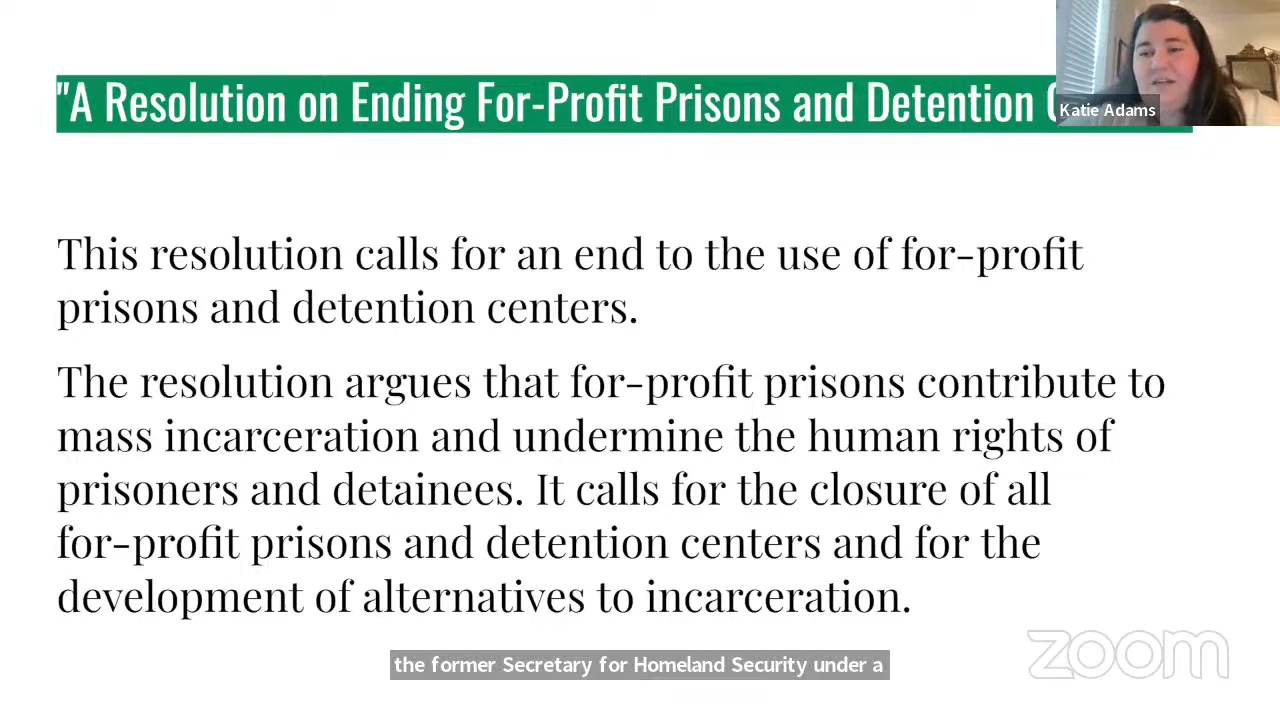 "A Resolution on Ending For-Profit Prisons and Detention
Katie Adams
This resolution calls for an end to the use of for-profit
prisons and detention centers.
The resolution argues that for-profit prisons contribute to
mass incarceration and undermine the human rights of
prisoners and detainees. It calls for the closure of all
for-profit prisons and detention centers and for the
development of alternatives to incarceration.
zoom
the former Secretary for Homeland Security under a